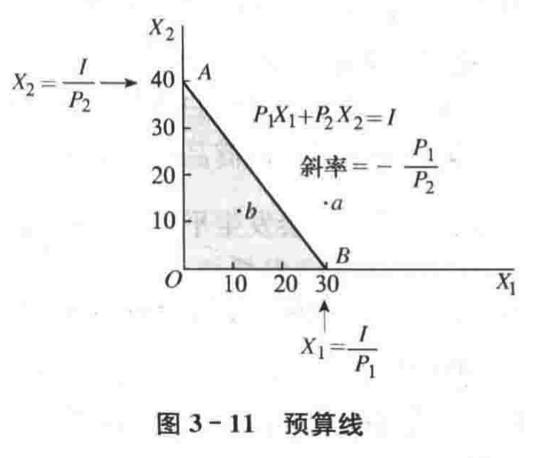 X₂
X₂ = I/P₂
40
A
30
P₁X₁+P₂X₂=I
斜率 = − P₁/P₂
20
·a
10
·b
O
10
20
30
B
X₁
X₁ = I/P₁
图 3-11 预算线